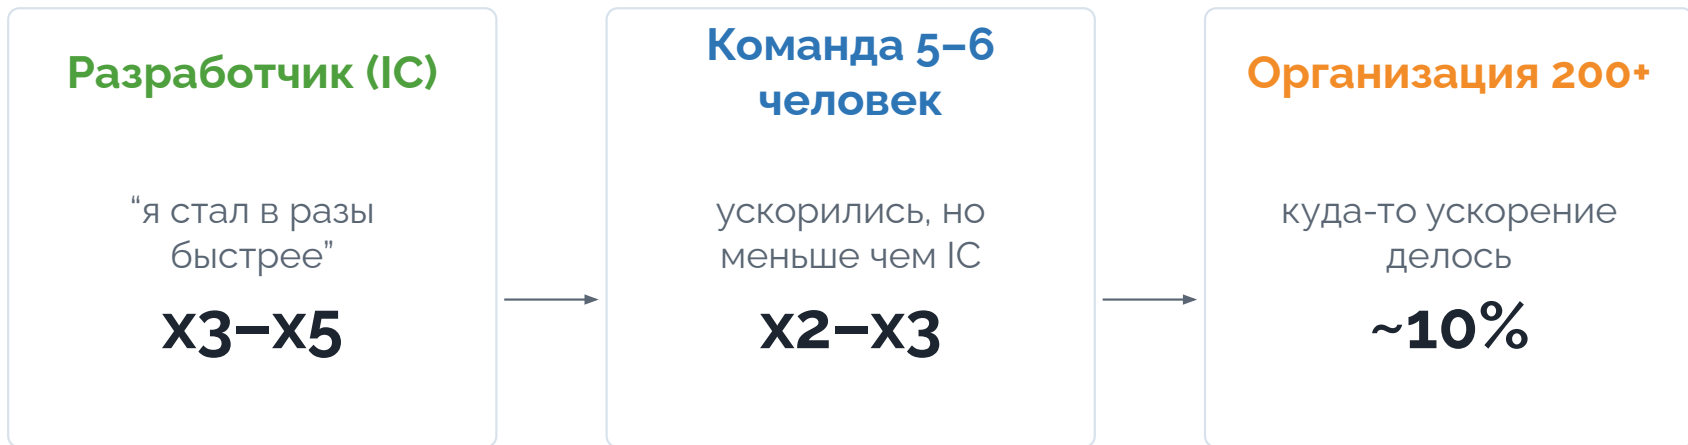 Разработчик (IC)
“я стал в разы
быстрее”
x3–x5
Команда 5–6
человек
ускорились, но
меньше чем IC
x2–x3
Организация 200+
куда-то ускорение
делось
~10%